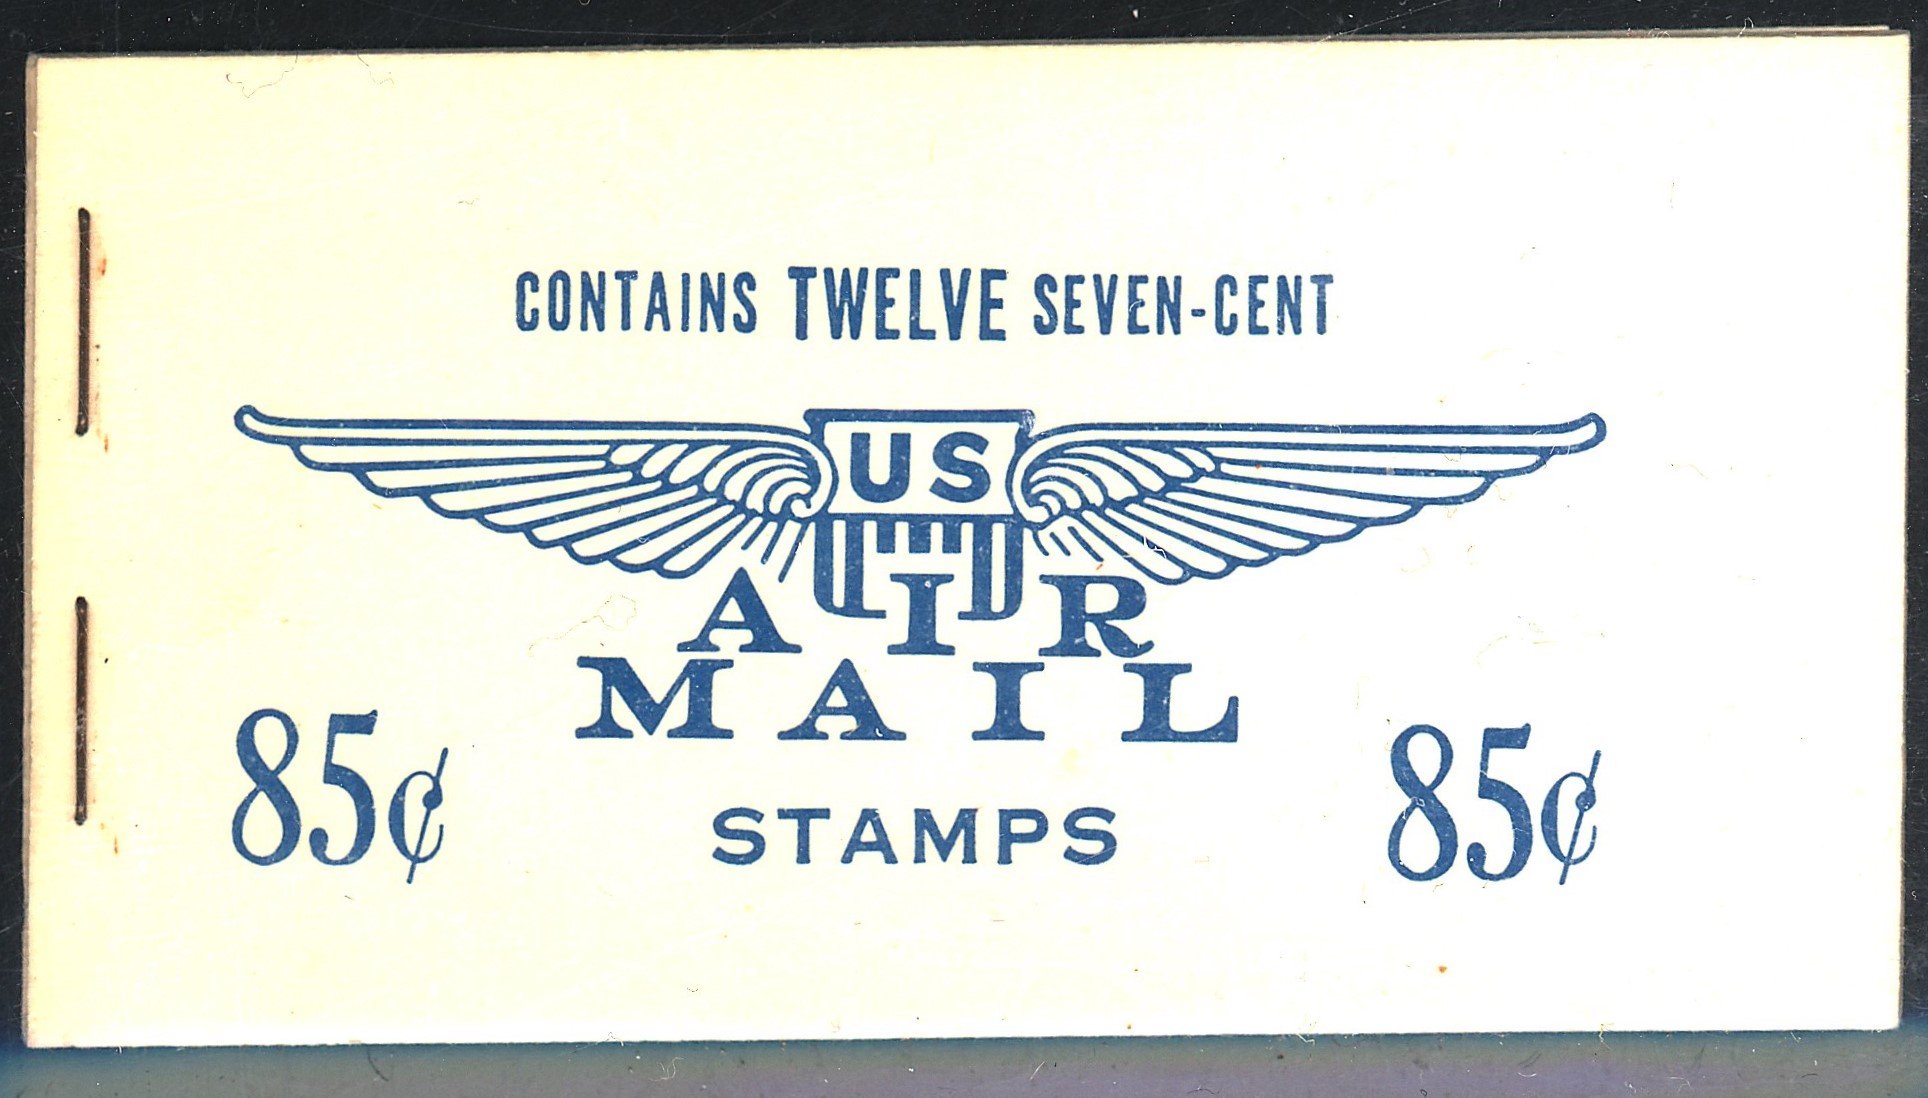 CONTAINS TWELVE SEVEN-CENT
US
AIR
MAIL
85¢ STAMPS 85¢